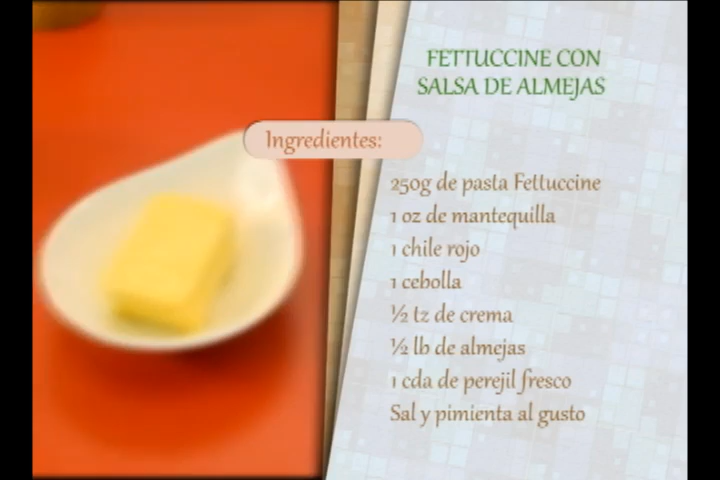 FETTUCCINE CON
SALSA DE ALMEJAS
Ingredientes:
250g de pasta Fettuccine
1 oz de mantequilla
1 chile rojo
1 cebolla
½ tz de crema
½ lb de almejas
1 cda de perejil fresco
Sal y pimienta al gusto